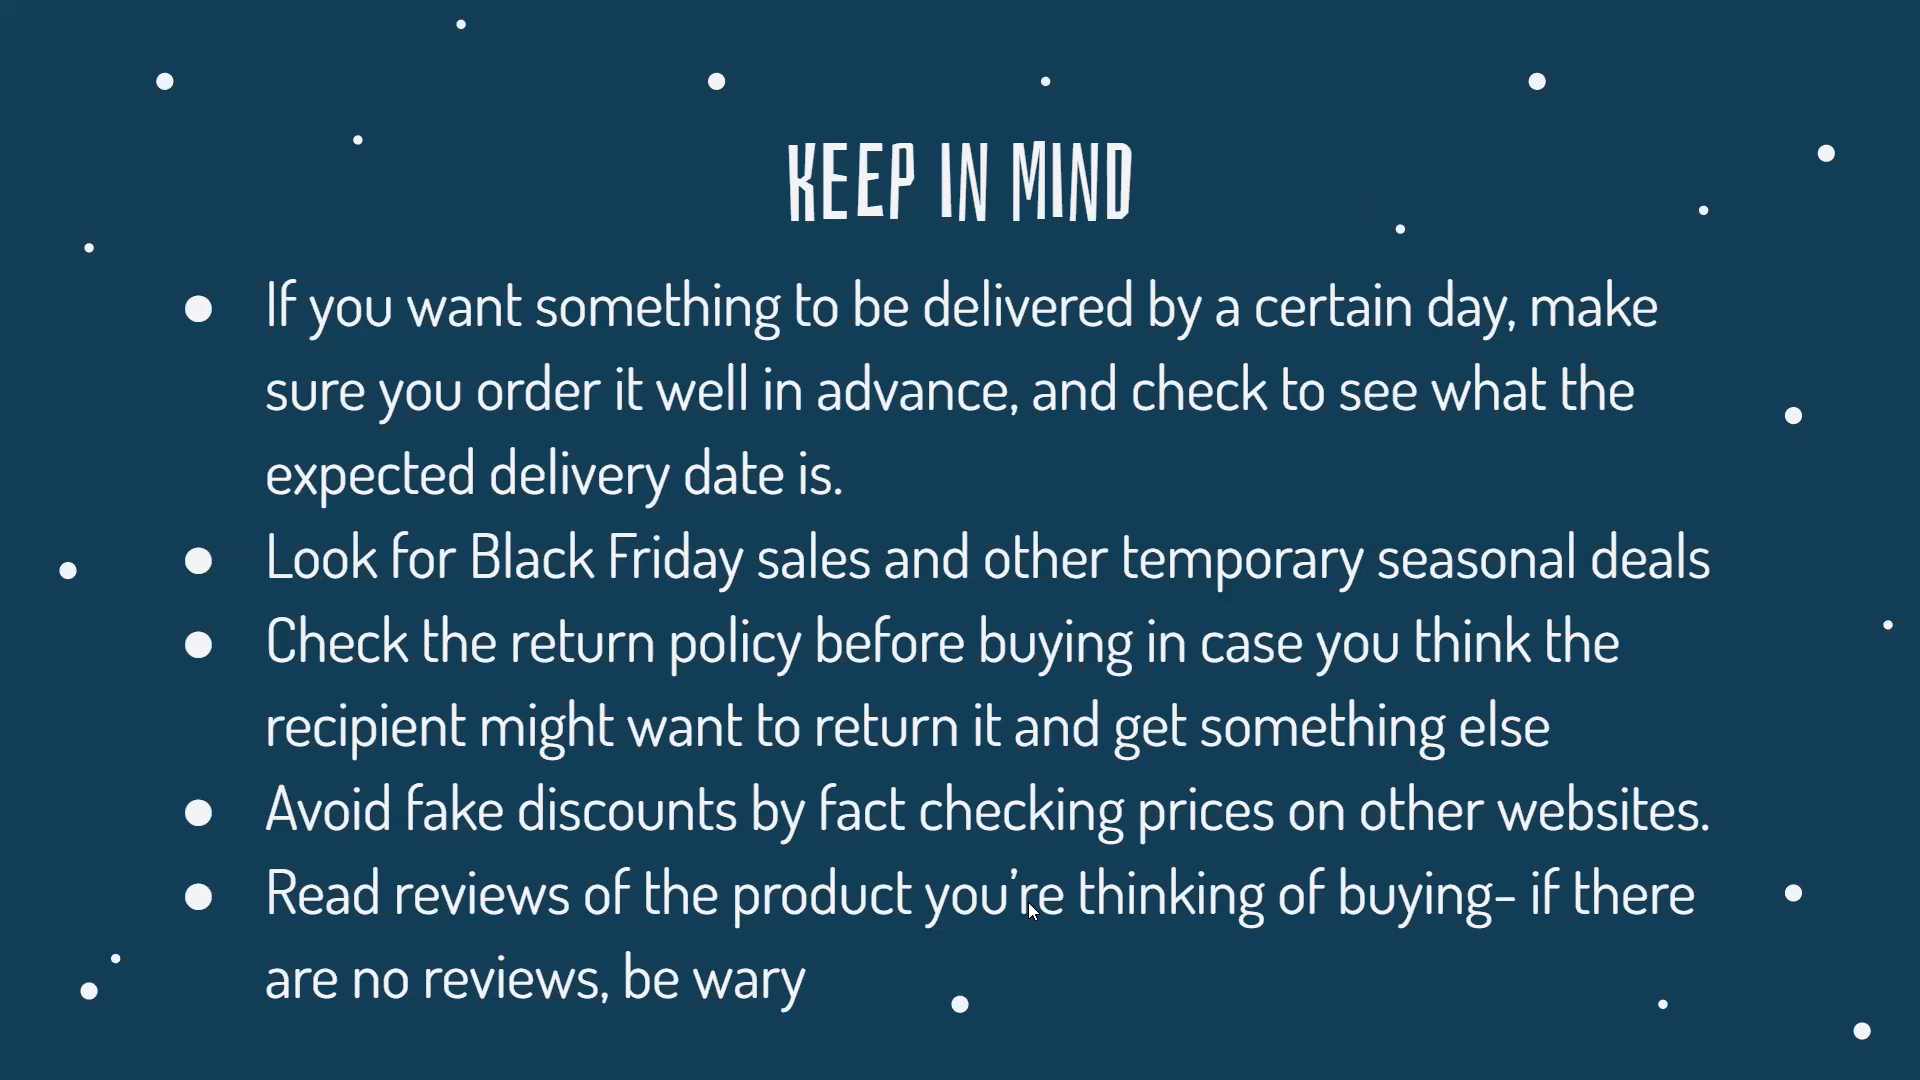 KEEP IN MIND
● If you want something to be delivered by a certain day, make
sure you order it well in advance, and check to see what the
expected delivery date is.
● Look for Black Friday sales and other temporary seasonal deals
● Check the return policy before buying in case you think the
recipient might want to return it and get something else
● Avoid fake discounts by fact checking prices on other websites.
● Read reviews of the product you’re thinking of buying- if there
are no reviews, be wary